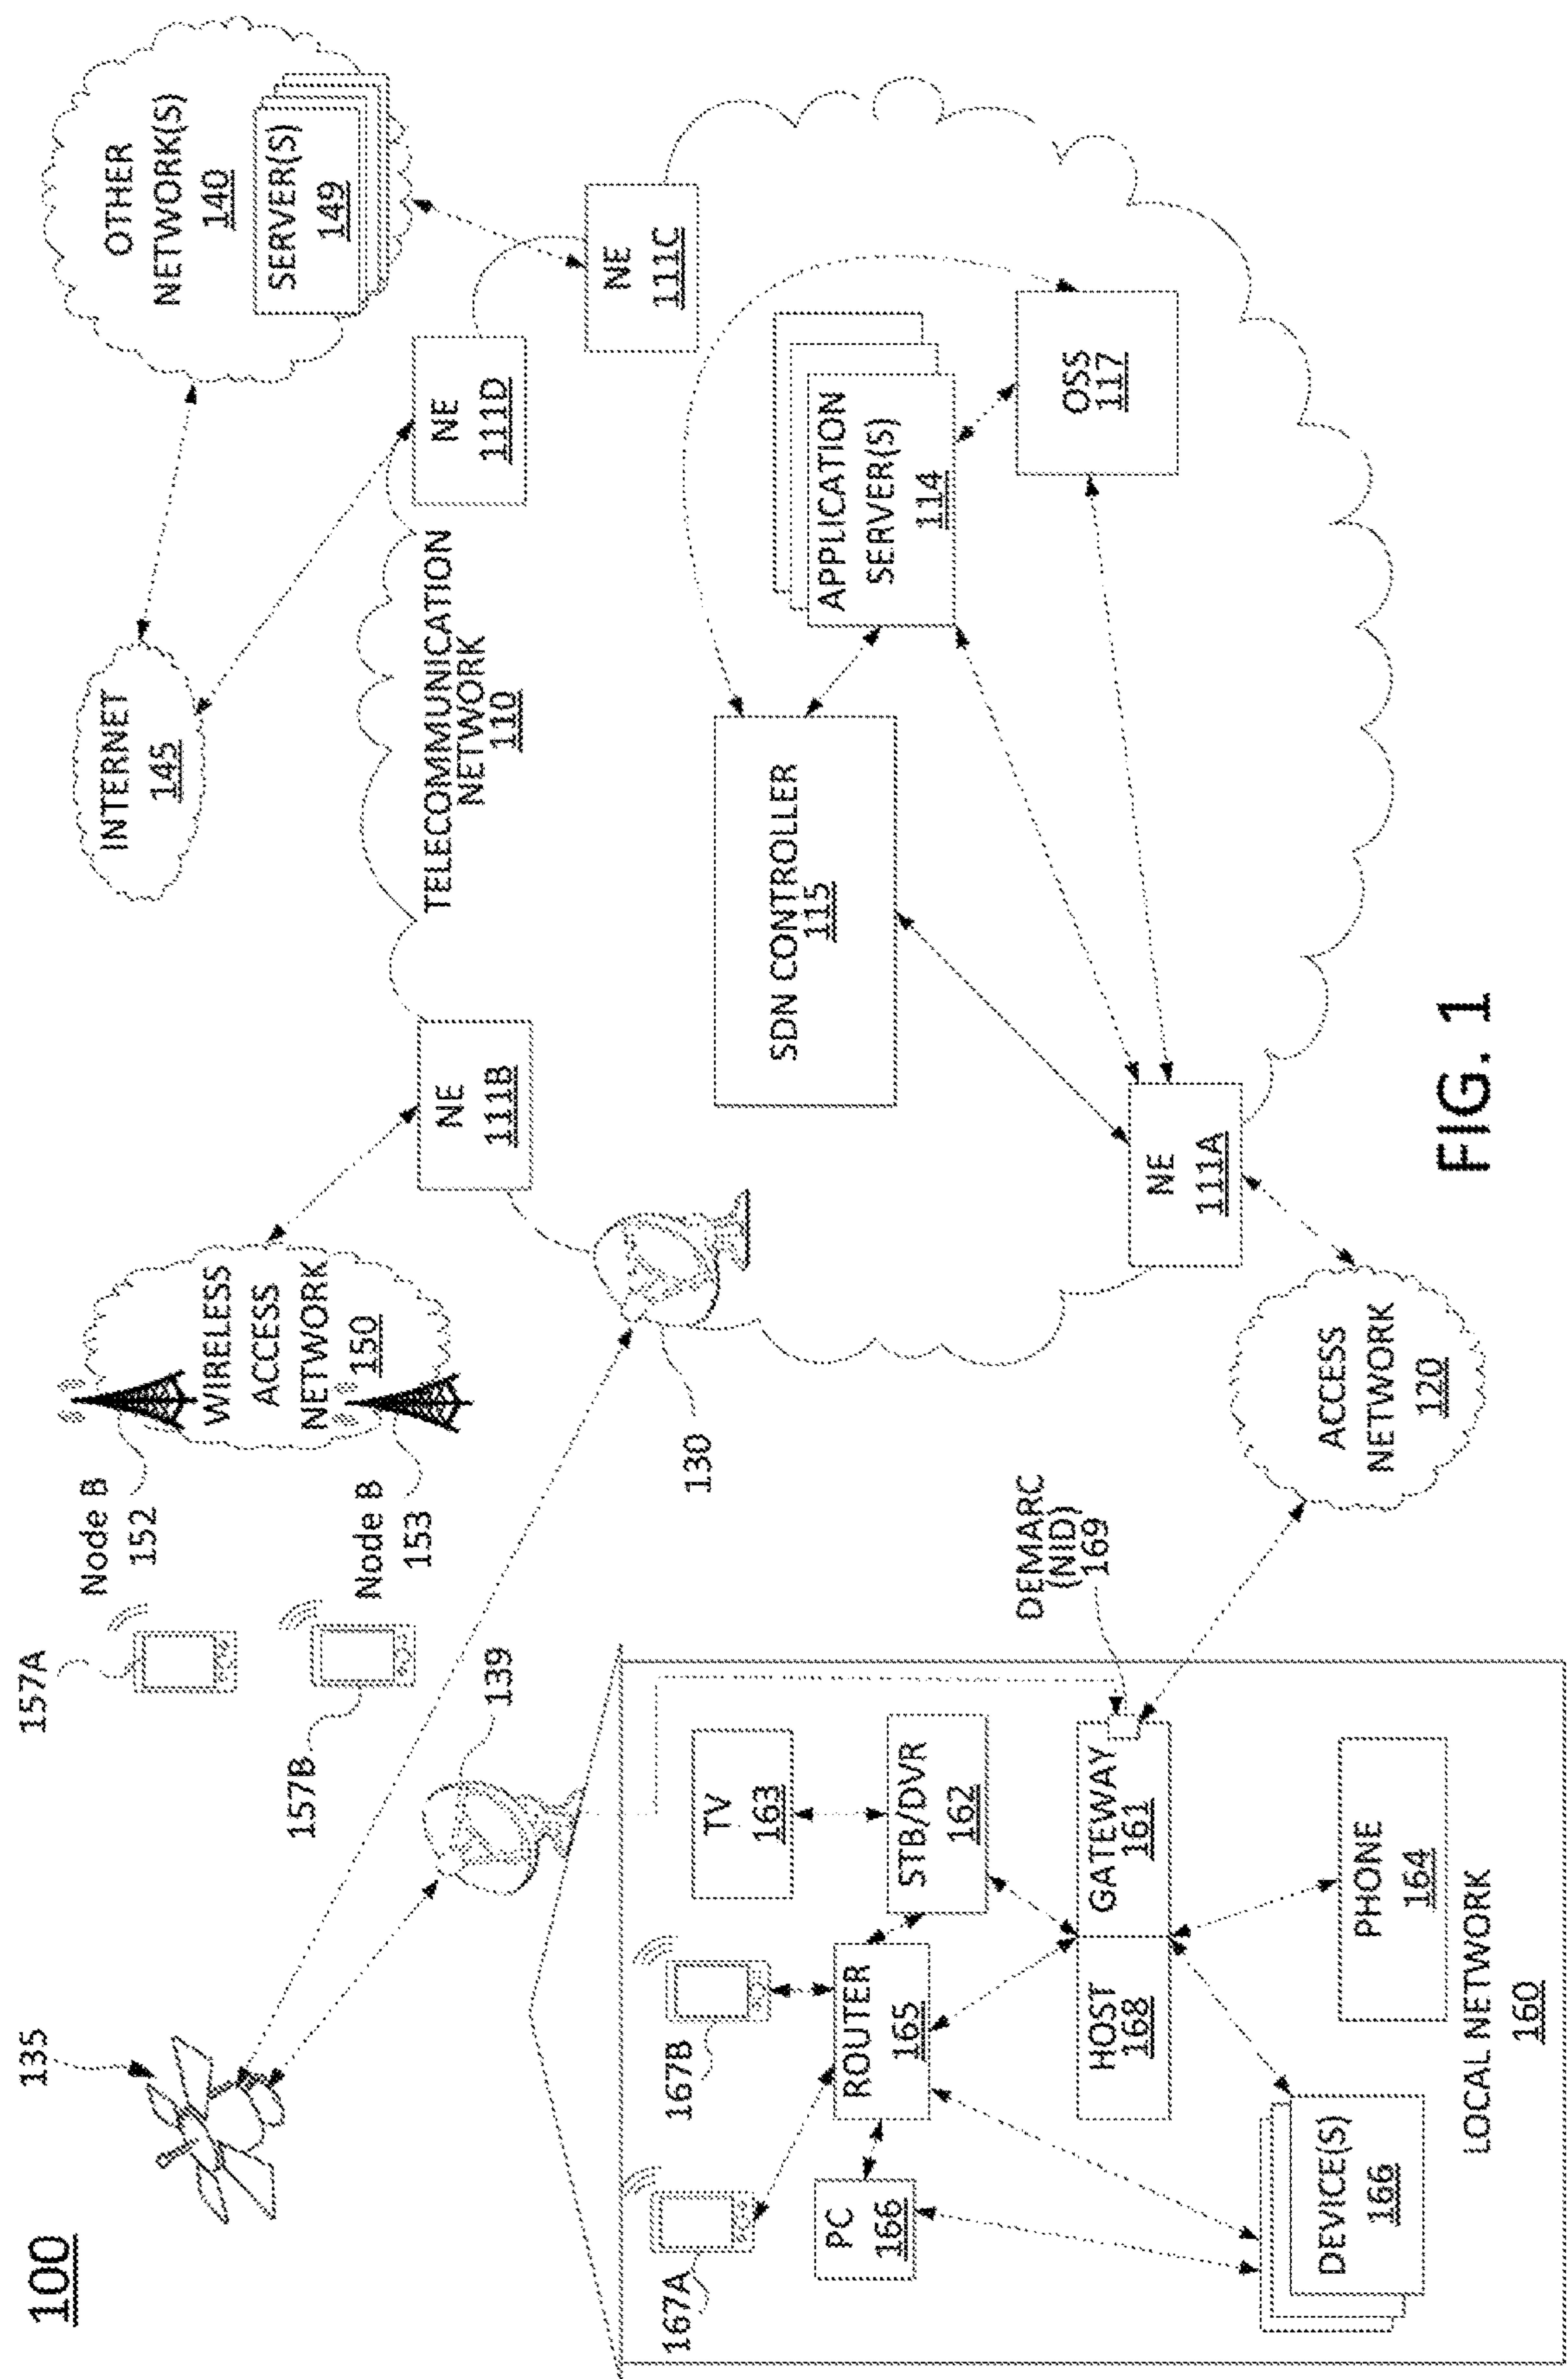 100
135
157A
157B
Node B
152
Node B
153
WIRELESS
ACCESS
NETWORK
150
INTERNET
145
OTHER
NETWORK(S)
140
SERVER(S)
149
139
130
NE
111B
TELECOMMUNICATION
NETWORK
110
NE
111D
NE
111C
SDN CONTROLLER
115
APPLICATION
SERVER(S)
114
OSS
117
NE
111A
ACCESS
NETWORK
120
DEMARC
(NID)
169
167A
167B
TV
163
STB/DVR
162
ROUTER
165
PC
166
HOST
168
GATEWAY
161
DEVICE(S)
166
PHONE
164
LOCAL NETWORK
160
FIG. 1